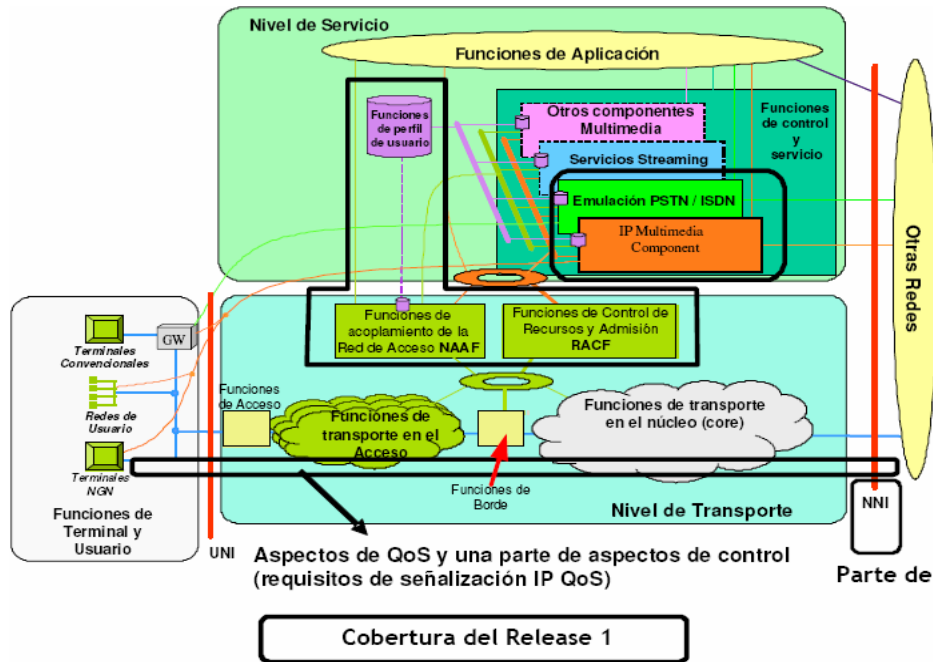 Nivel de Servicio
Funciones de Aplicación
Funciones
de perfil
de usuario
Otros componentes
Multimedia
Funciones
de control
y
servicio
Servicios Streaming
Emulación PSTN / ISDN
IP Multimedia
Component
Otras Redes
Funciones de
acoplamiento de la
Red de Acceso NAAF
Funciones de Control de
Recursos y Admisión
RACF
GW
Terminales
Convencionales
Redes de
Usuario
Terminales
NGN
Funciones de
Terminal y
Usuario
Funciones
de Acceso
Funciones de
transporte en el
Acceso
Funciones de transporte
en el núcleo (core)
Funciones de
Borde
Nivel de Transporte
UNI
NNI
Aspectos de QoS y una parte de aspectos de control
(requisitos de señalización IP QoS)
Parte de
Cobertura del Release 1